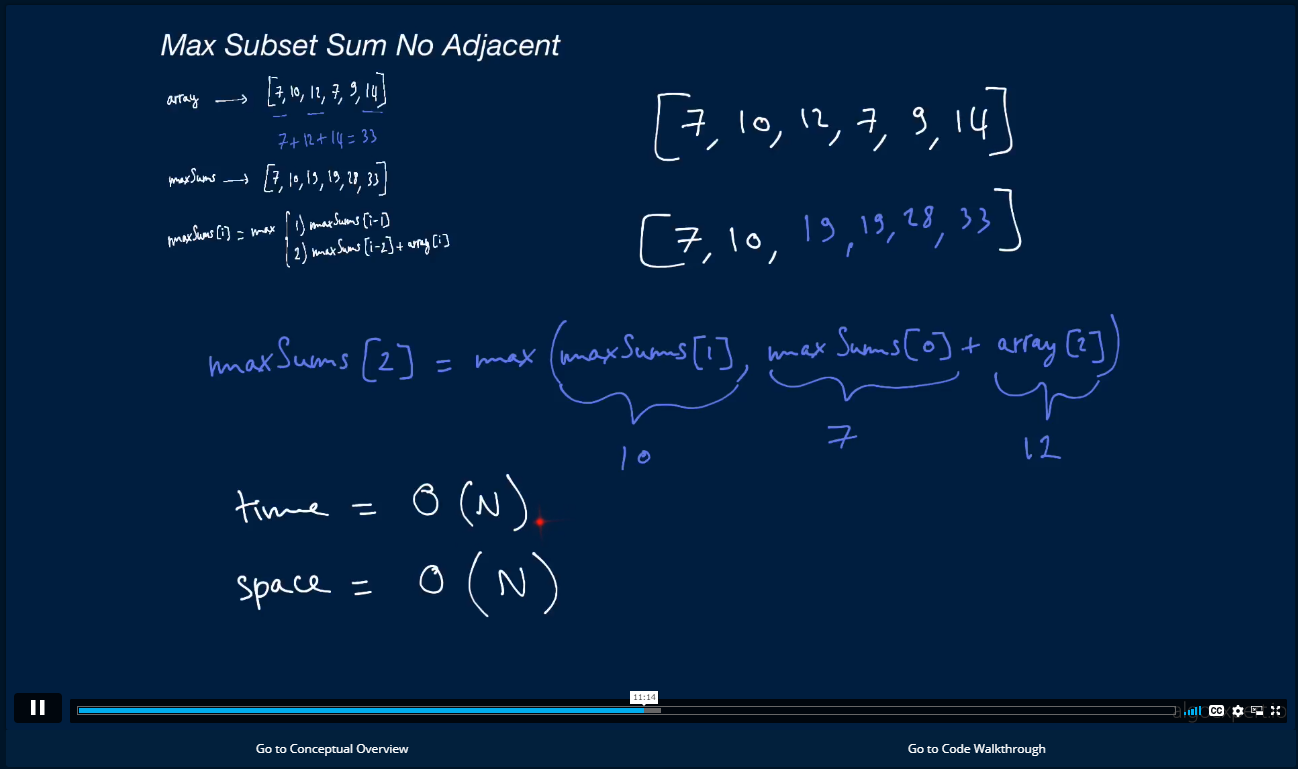 Max Subset Sum No Adjacent
array → [7, 10, 12, 7, 9, 14]
7+12+14 = 33
maxSums → [7, 10, 19, 19, 28, 33]
maxSums[i] = max { 1) maxSums[i-1]
2) maxSums[i-2] + array[i]
[7, 10, 12, 7, 9, 14]
[7, 10, 19, 19, 28, 33]
maxSums[2] = max (maxSums[1], maxSums[0] + array[2])
10 7 12
time = O(N)
space = O(N)
11:14
CC
Go to Conceptual Overview
Go to Code Walkthrough